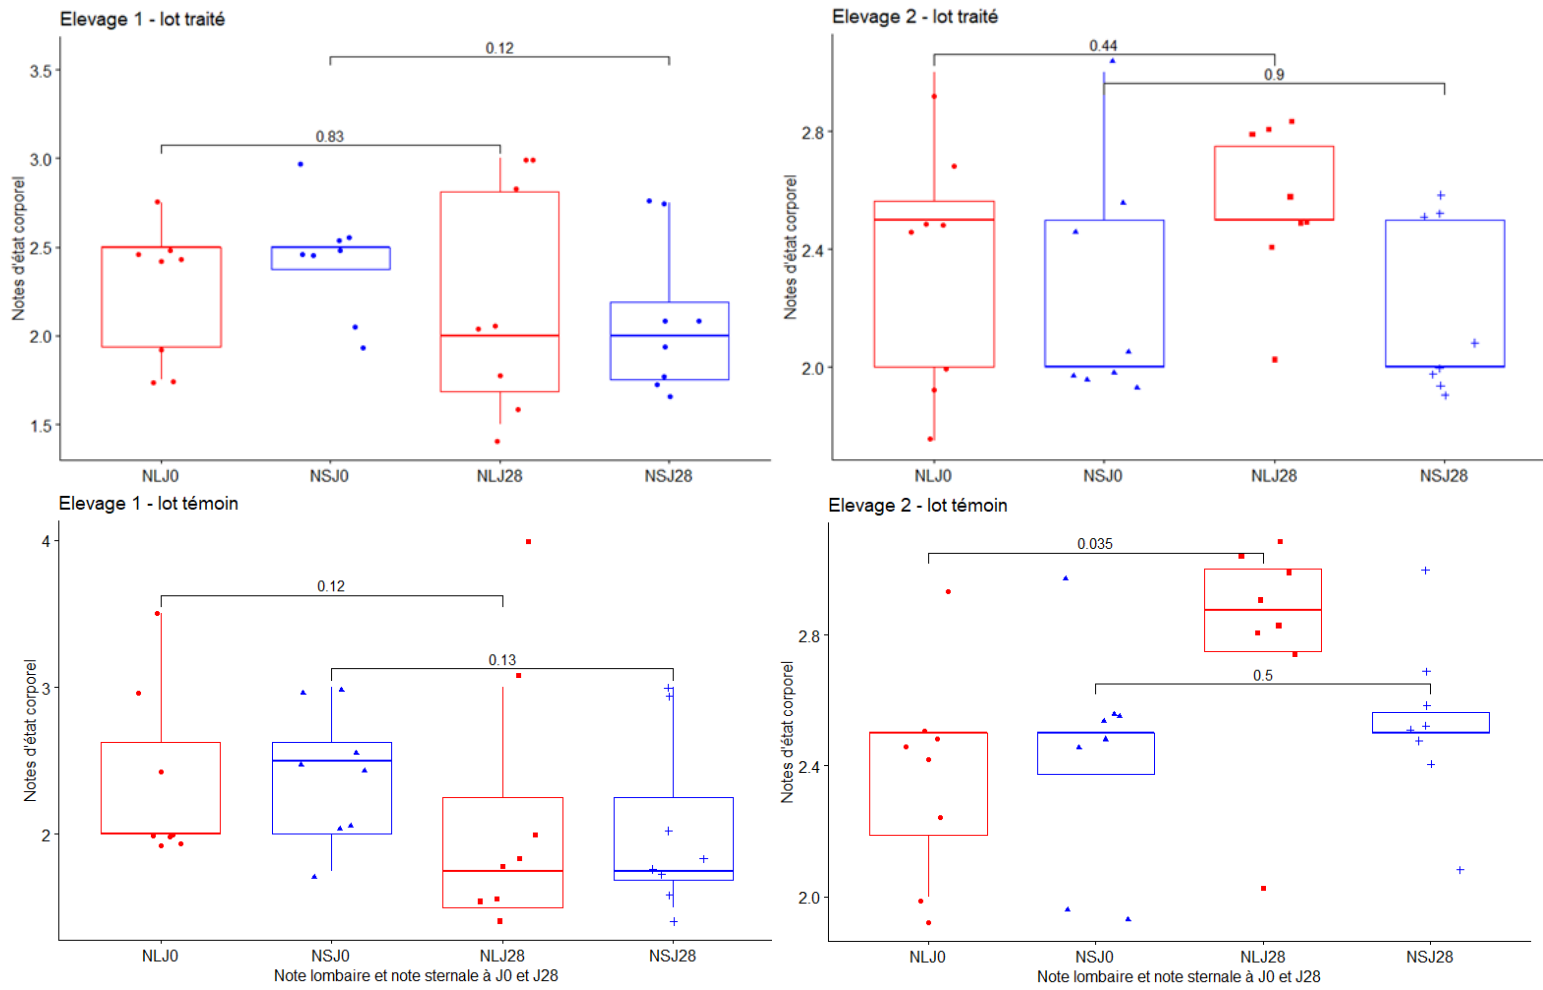 Elevage 1 - lot traité
Notes d'état corporel
3.5
3.0
2.5
2.0
1.5
0.12
0.83
NLJ0 NSJ0 NLJ28 NSJ28
Elevage 2 - lot traité
Notes d'état corporel
2.8
2.4
2.0
0.44
0.9
NLJ0 NSJ0 NLJ28 NSJ28
Elevage 1 - lot témoin
Notes d'état corporel
4
3
2
0.12
0.13
NLJ0 NSJ0 NLJ28 NSJ28
Note lombaire et note sternale à J0 et J28
Elevage 2 - lot témoin
Notes d'état corporel
2.8
2.4
2.0
0.035
0.5
NLJ0 NSJ0 NLJ28 NSJ28
Note lombaire et note sternale à J0 et J28